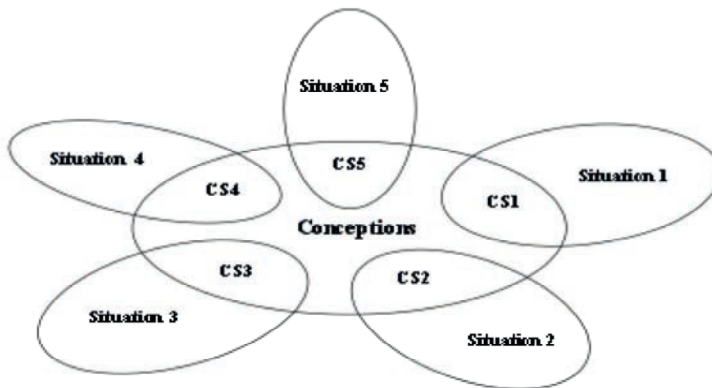 Situation 5
Situation 4
CS5
Situation 1
CS4
CS1
Conceptions
CS3
CS2
Situation 3
Situation 2